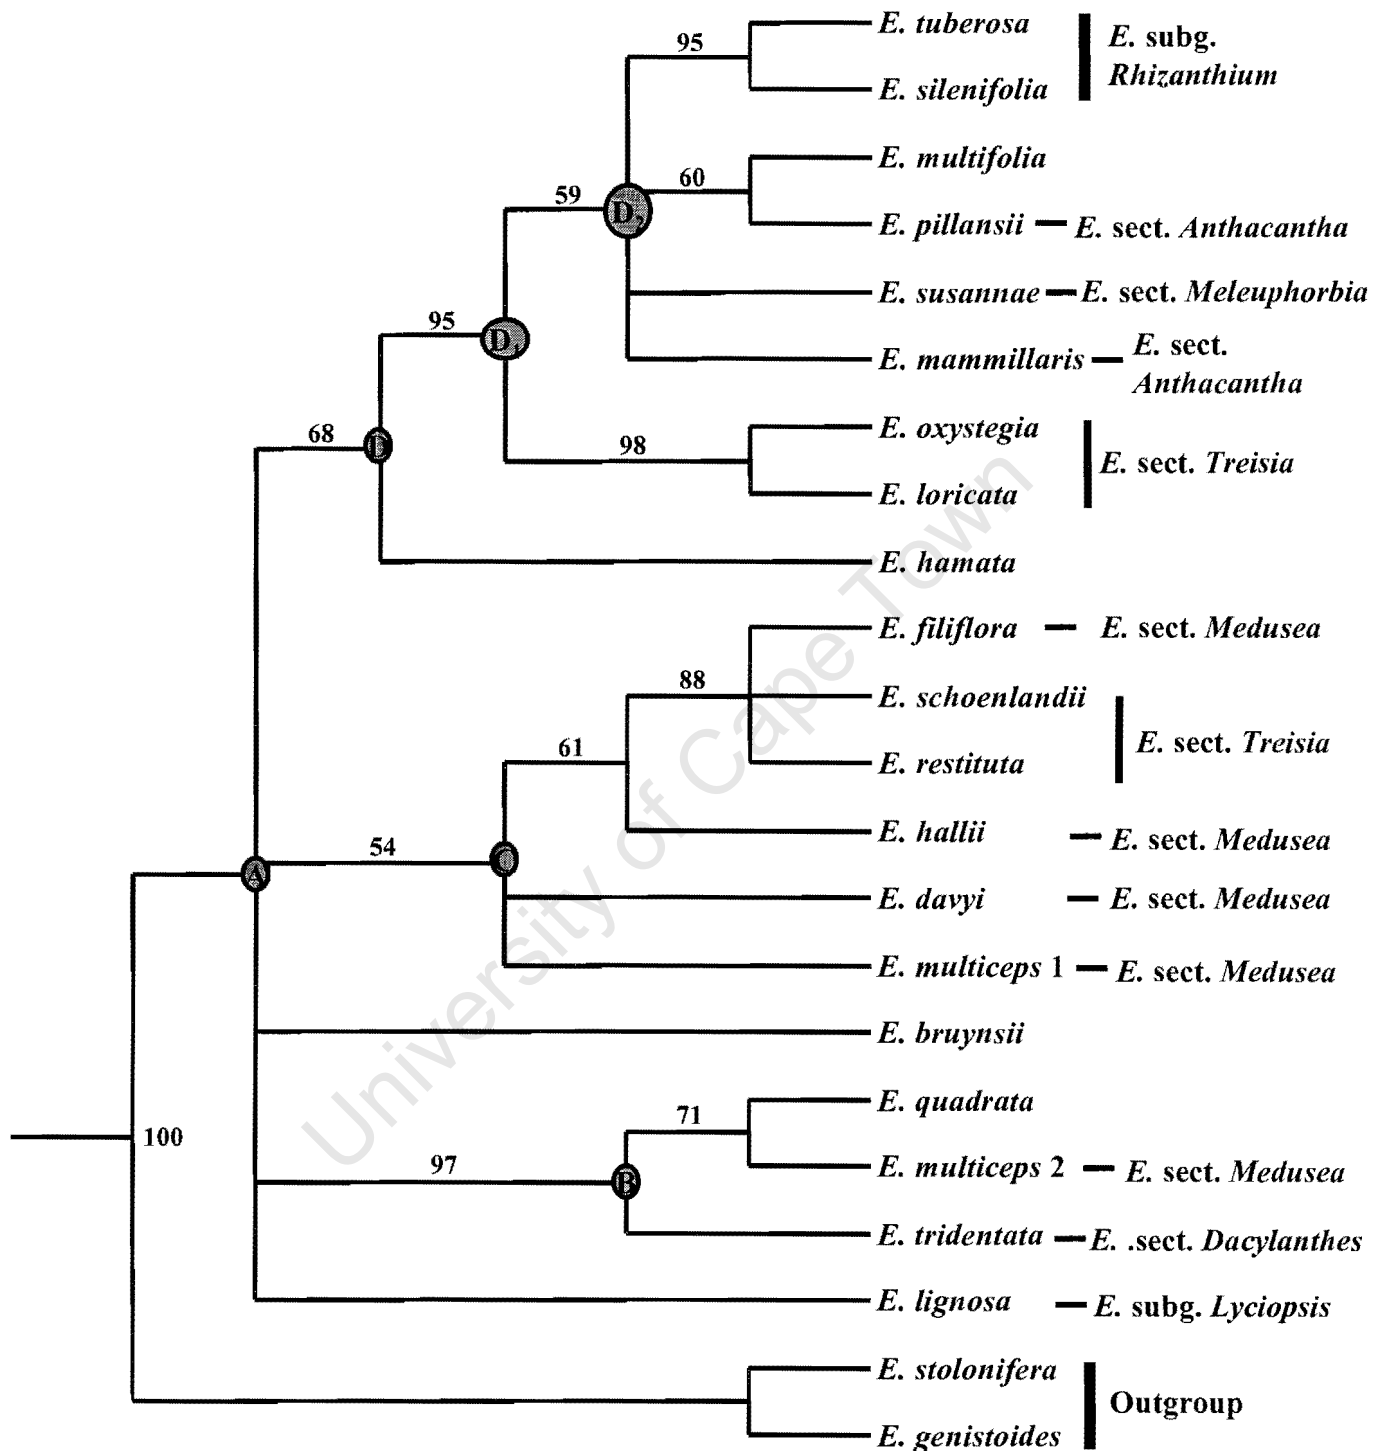 E. tuberosa
E. subg.
Rhizanthium
95
E. silenifolia
E. multifolia
59
60
D2
E. pillansii
E. sect. Anthacantha
E. susannae
E. sect. Meleuphorbia
95
D1
E. sect.
Anthacantha
E. mammillaris
E. oxystegia
68
D
98
E. sect. Treisia
E. loricata
E. hamata
E. filiflora
E. sect. Medusea
88
E. schoenlandii
E. sect. Treisia
61
E. restituta
E. hallii
E. sect. Medusea
54
C
A
E. davyi
E. sect. Medusea
E. multiceps 1
E. sect. Medusea
E. bruynsii
E. quadrata
71
100
97
E. multiceps 2
E. sect. Medusea
B
E. tridentata
E. .sect. Dacylanthes
E. lignosa
E. subg. Lyciopsis
E. stolonifera
Outgroup
E. genistoides
University of Cape Town